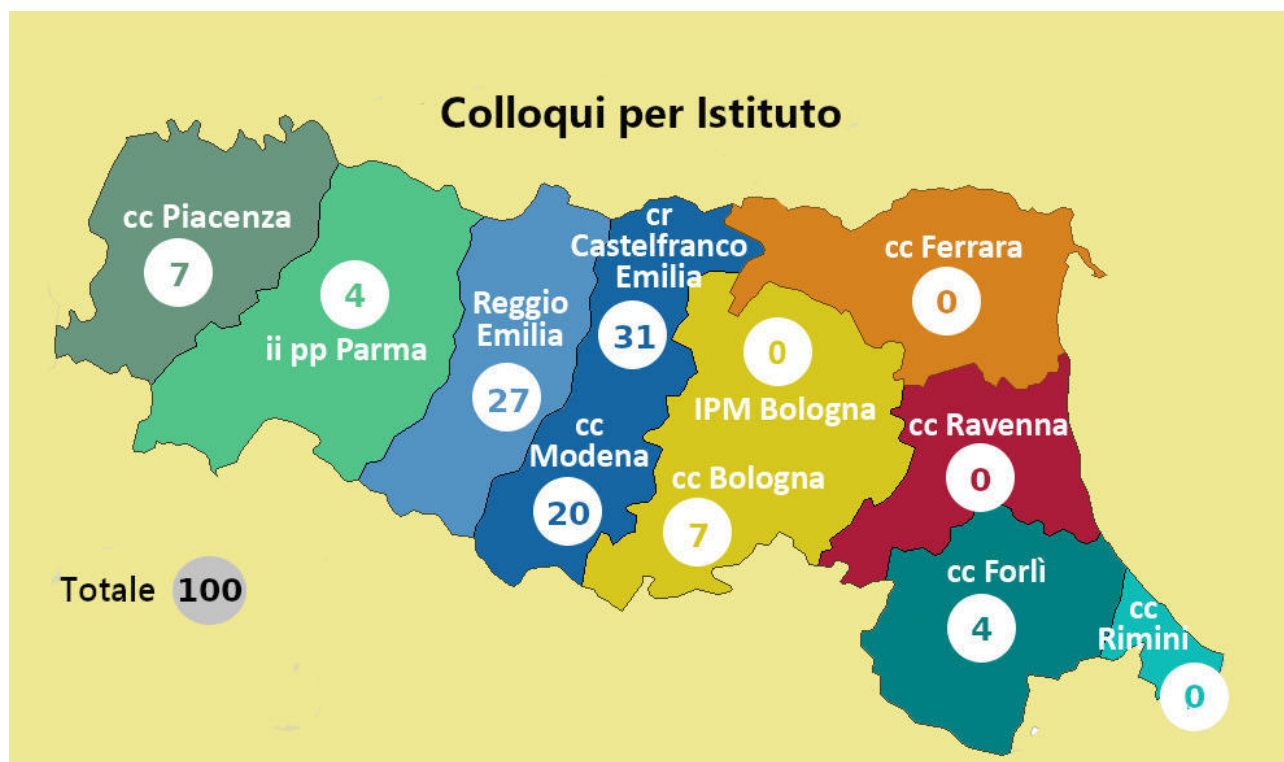 Colloqui per Istituto
cc Piacenza
7
4
ii pp Parma
Reggio
Emilia
27
cr
Castelfranco
Emilia
31
cc
Modena
20
0
IPM Bologna
cc Bologna
7
cc Ferrara
0
cc Ravenna
0
cc Forlì
4
cc
Rimini
0
Totale 100